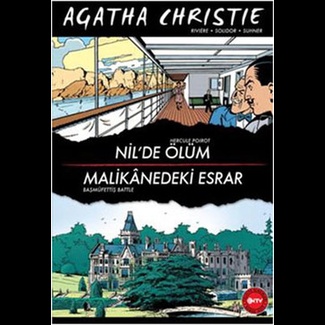 AGATHA CHRISTIE
RIVIÈRE • SOLIDOR • SUHNER
HERCULE POIROT
NİL'DE ÖLÜM
MALİKÂNEDEKİ ESRAR
BAŞMÜFETTİŞ BATTLE
NTV